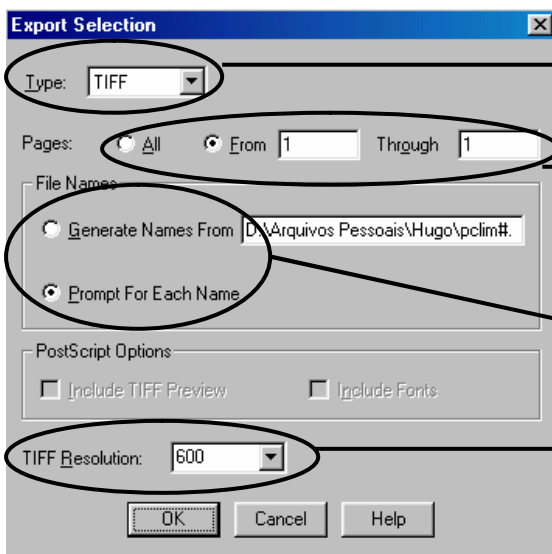 Export Selection
Type: TIFF
Pages: All From 1 Through 1
File Names
Generate Names From D:\Arquivos Pessoais\Hugo\pclim#.
Prompt For Each Name
PostScript Options
Include TIFF Preview Include Fonts
TIFF Resolution: 600
OK Cancel Help